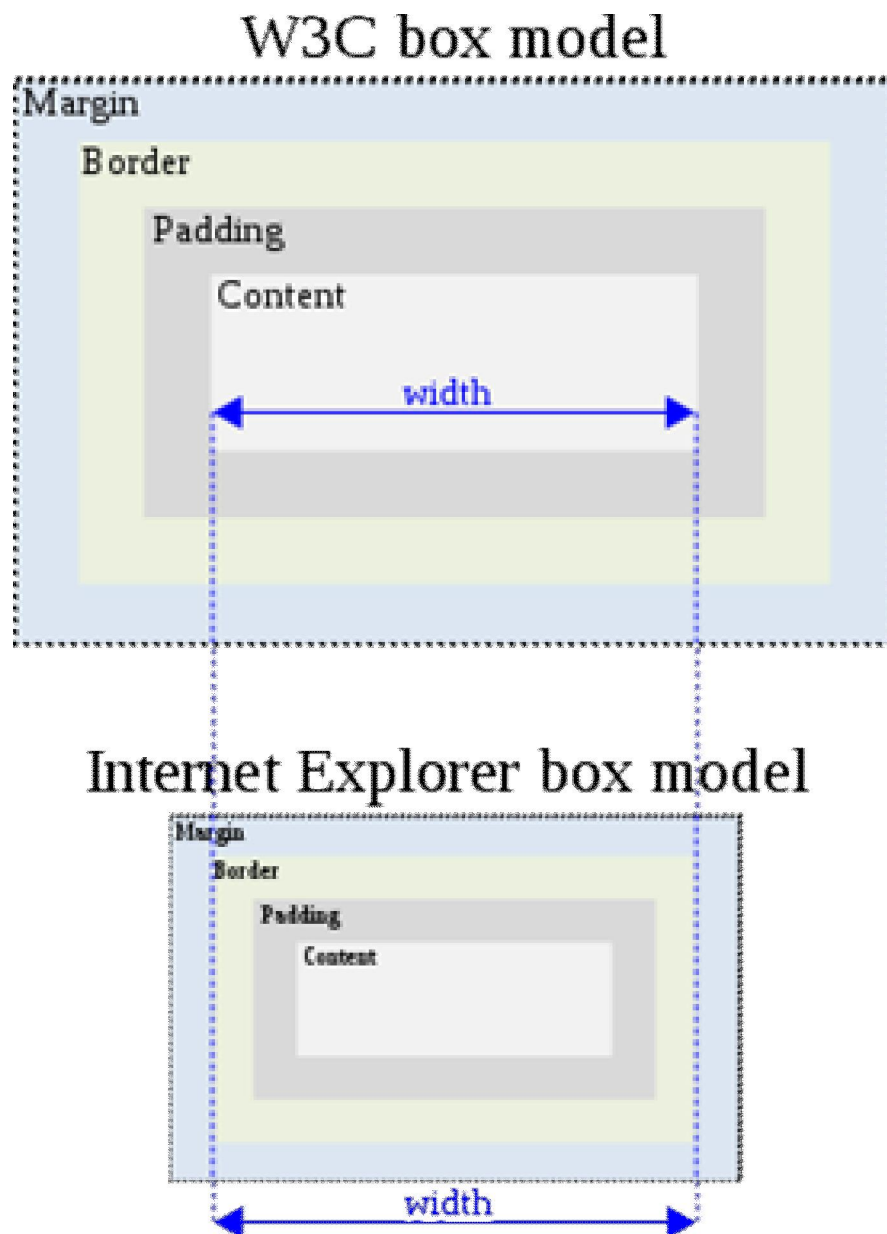 W3C box model
Margin
Border
Padding
Content
width
Internet Explorer box model
Margin
Border
Padding
Content
width